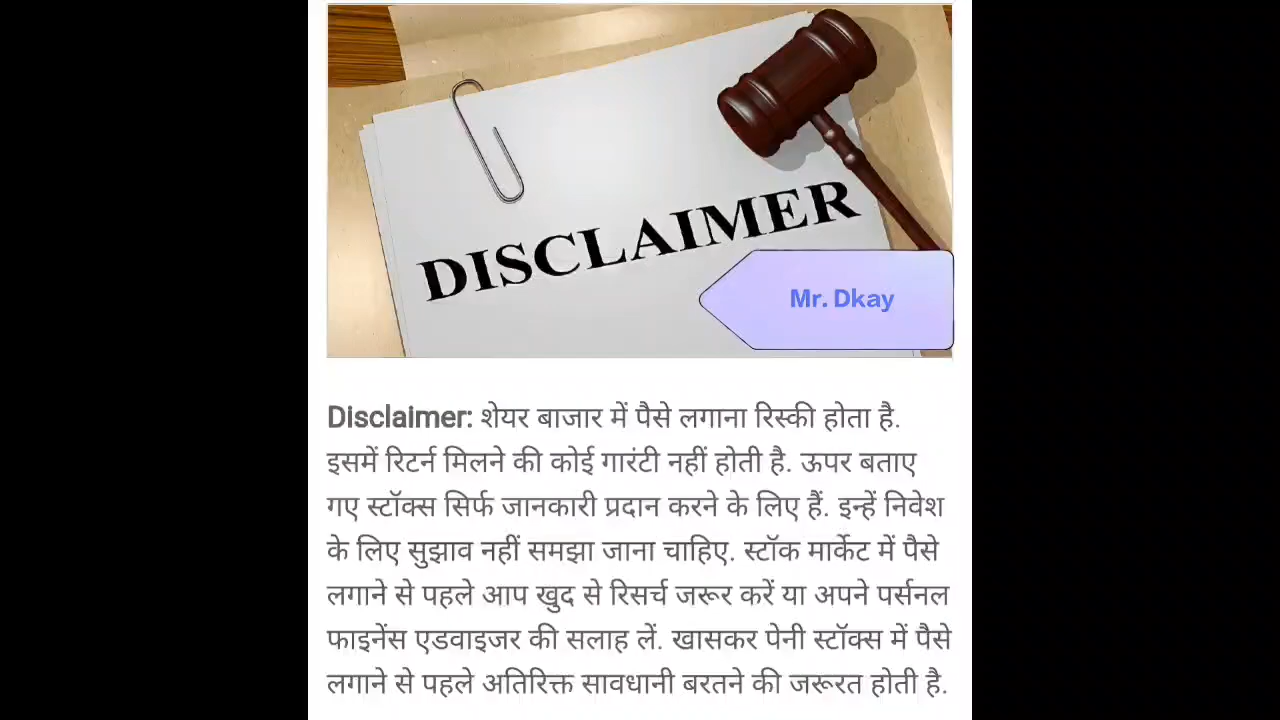 DISCLAIMER
Mr. Dkay
Disclaimer: शेयर बाजार में पैसे लगाना रिस्की होता है.
इसमें रिटर्न मिलने की कोई गारंटी नहीं होती है. ऊपर बताए
गए स्टॉक्स सिर्फ जानकारी प्रदान करने के लिए हैं. इन्हें निवेश
के लिए सुझाव नहीं समझा जाना चाहिए. स्टॉक मार्केट में पैसे
लगाने से पहले आप खुद से रिसर्च जरूर करें या अपने पर्सनल
फाइनेंस एडवाइजर की सलाह लें. खासकर पेनी स्टॉक्स में पैसे
लगाने से पहले अतिरिक्त सावधानी बरतने की जरूरत होती है.